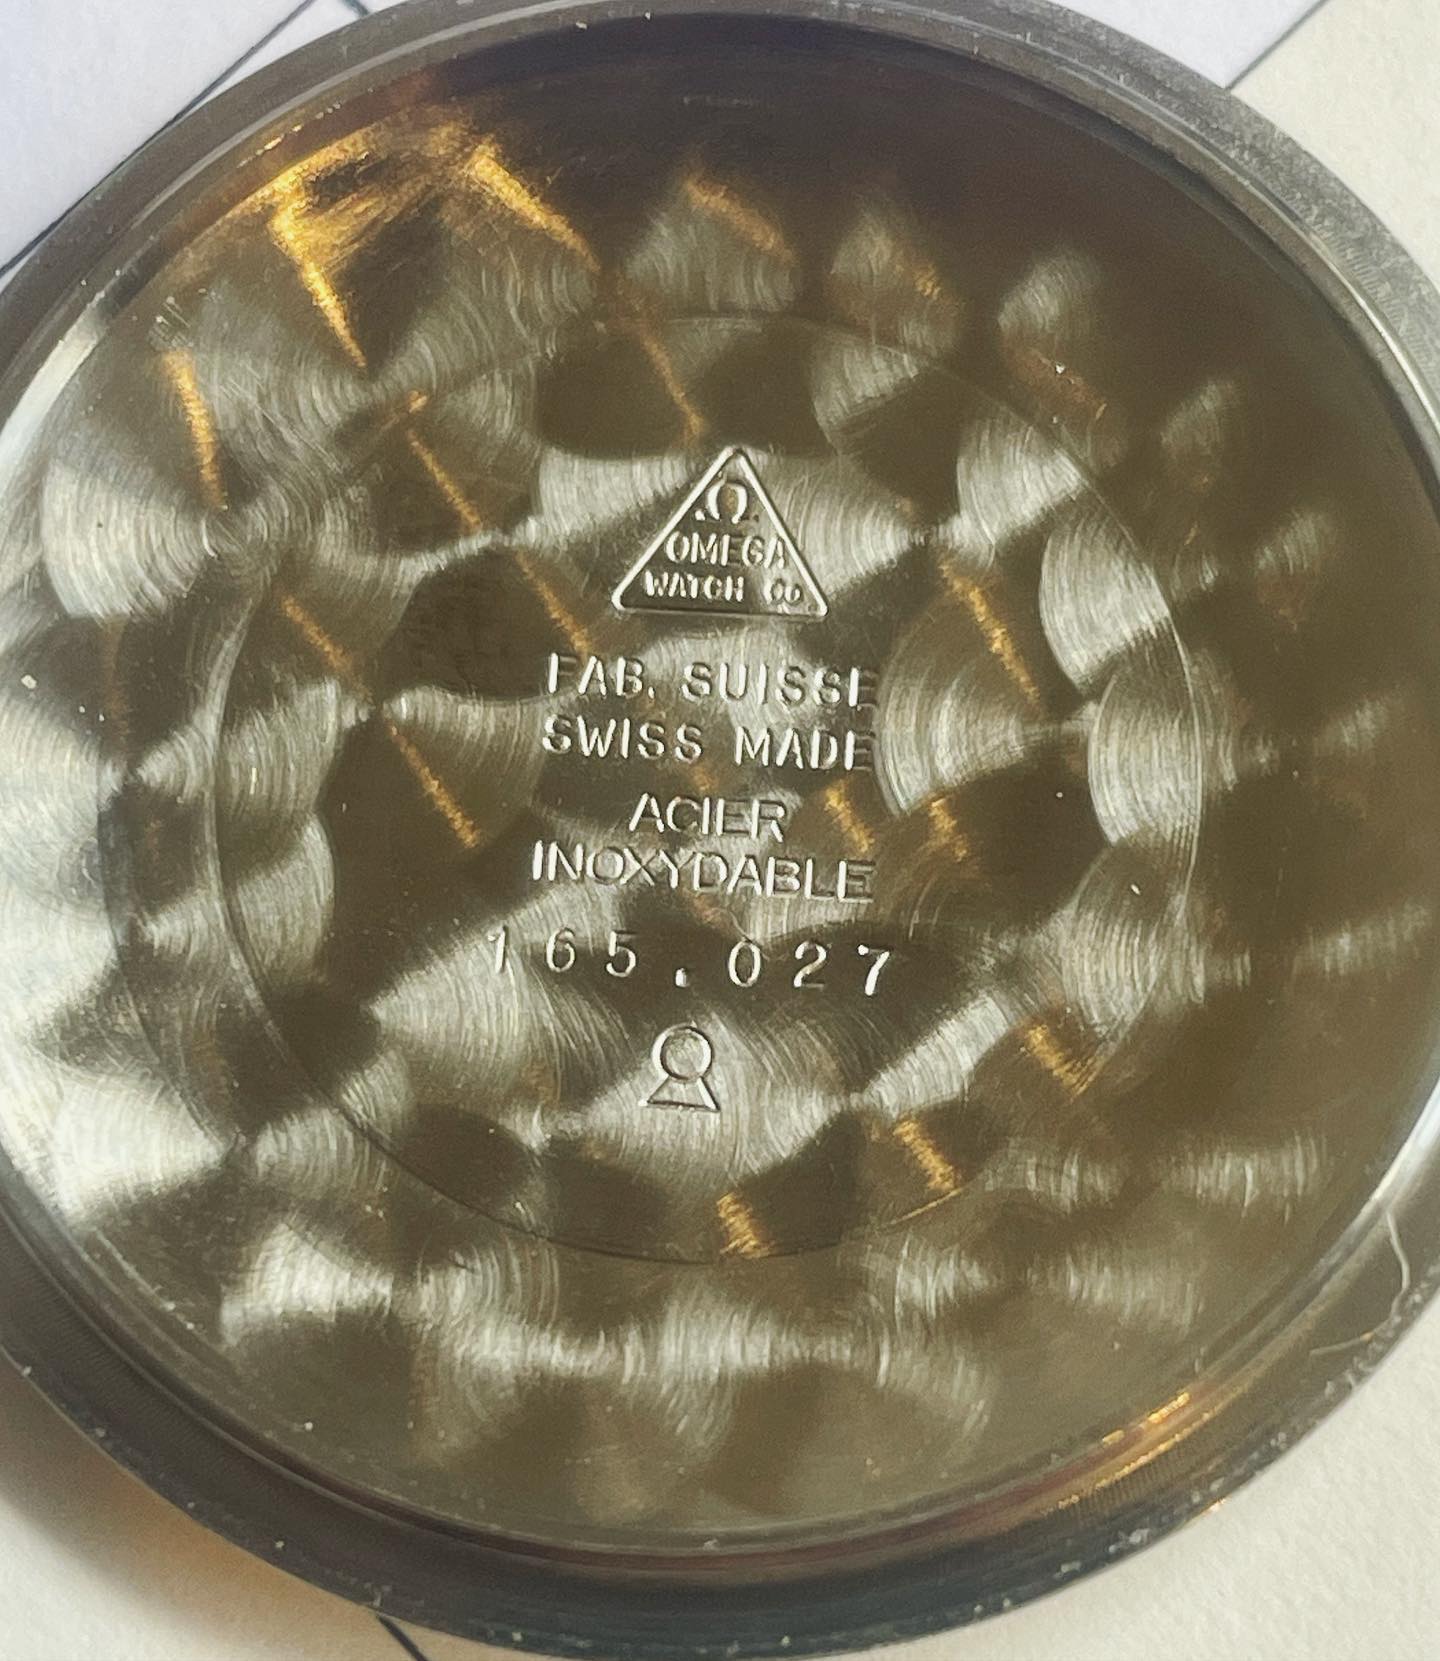 Ω
OMEGA
WATCH CO
FAB. SUISSE
SWISS MADE
ACIER
INOXYDABLE
165.027